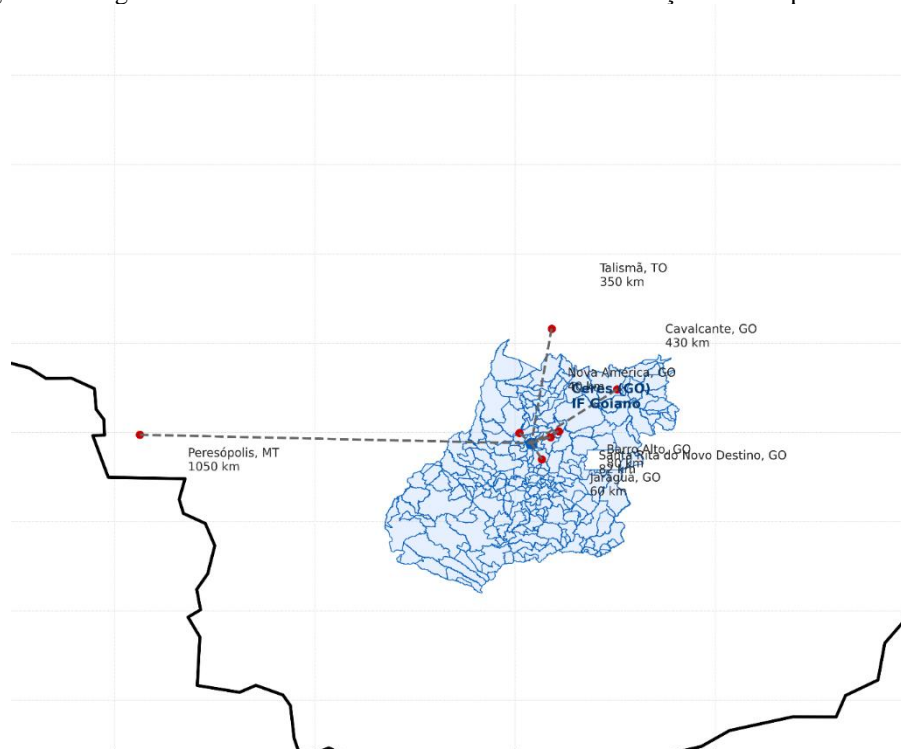 Talismã, TO
350 km
Cavalcante, GO
430 km
Nova América, GO
Ceres (GO)
IF Goiano
Peresópolis, MT
1050 km
Barro Alto, GO
Santa Rita do Novo Destino, GO
Jaraguá, GO
60 km